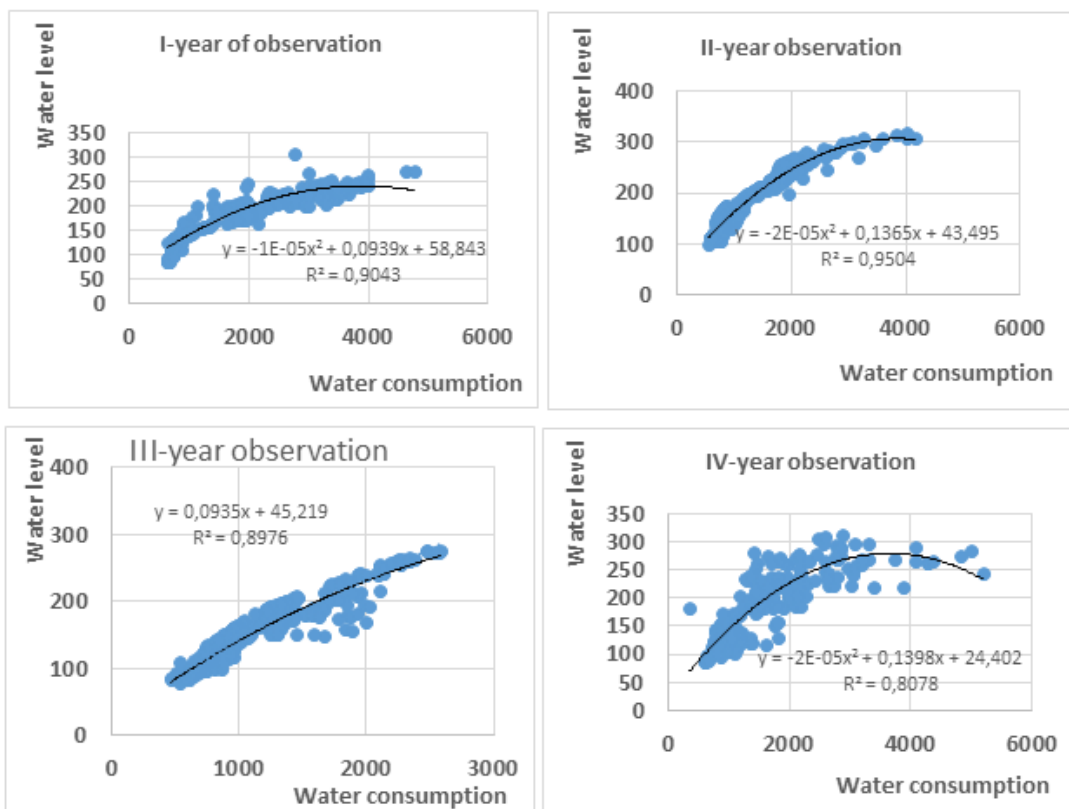 I-year of observation
Water level
350
300
250
200
150
100
50
0
y = -1E-05x² + 0,0939x + 58,843
R² = 0,9043
0 2000 4000 6000
Water consumption
II-year observation
Water level
400
300
200
100
0
y = -2E-05x² + 0,1365x + 43,495
R² = 0,9504
0 2000 4000 6000
Water consumption
III-year observation
Water level
400
300
200
100
0
y = 0,0935x + 45,219
R² = 0,8976
0 1000 2000 3000
Water consumption
IV-year observation
Water level
350
300
250
200
150
100
50
0
y = -2E-05x² + 0,1398x + 24,402
R² = 0,8078
0 2000 4000 6000
Water consumption